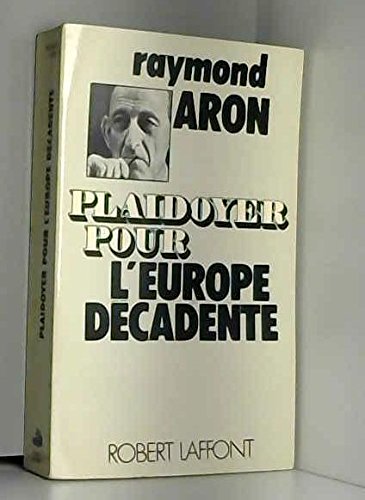 raymond
ARON
PLAIDOYER
POUR
L'EUROPE
DECADENTE
ROBERT LAFFONT
PLAIDOYER POUR L'EUROPE DECADENTE